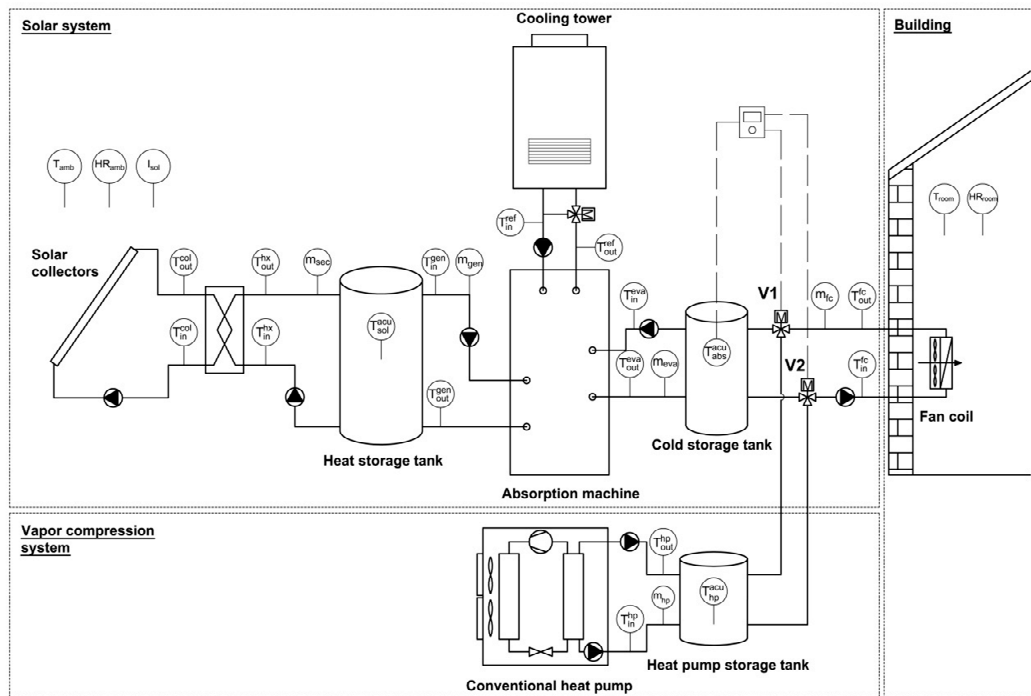 Solar system
Cooling tower
Building
T_amb
HR_amb
I_sol
T_in^ref
T_out^ref
T_room
HR_room
Solar
collectors
T_out^col
T_out^hx
m_sec
T_in^gen
m_gen
T_in^eva
V1
m_fc
T_out^fc
T_in^col
T_in^hx
T_sol^acu
T_abs^acu
T_out^eva
m_eva
V2
T_in^fc
T_out^gen
M
M
M
Fan coil
Cold storage tank
Heat storage tank
Absorption machine
Vapor compression
system
T_out^hp
m_hp
T_hp^acu
T_in^hp
Heat pump storage tank
Conventional heat pump